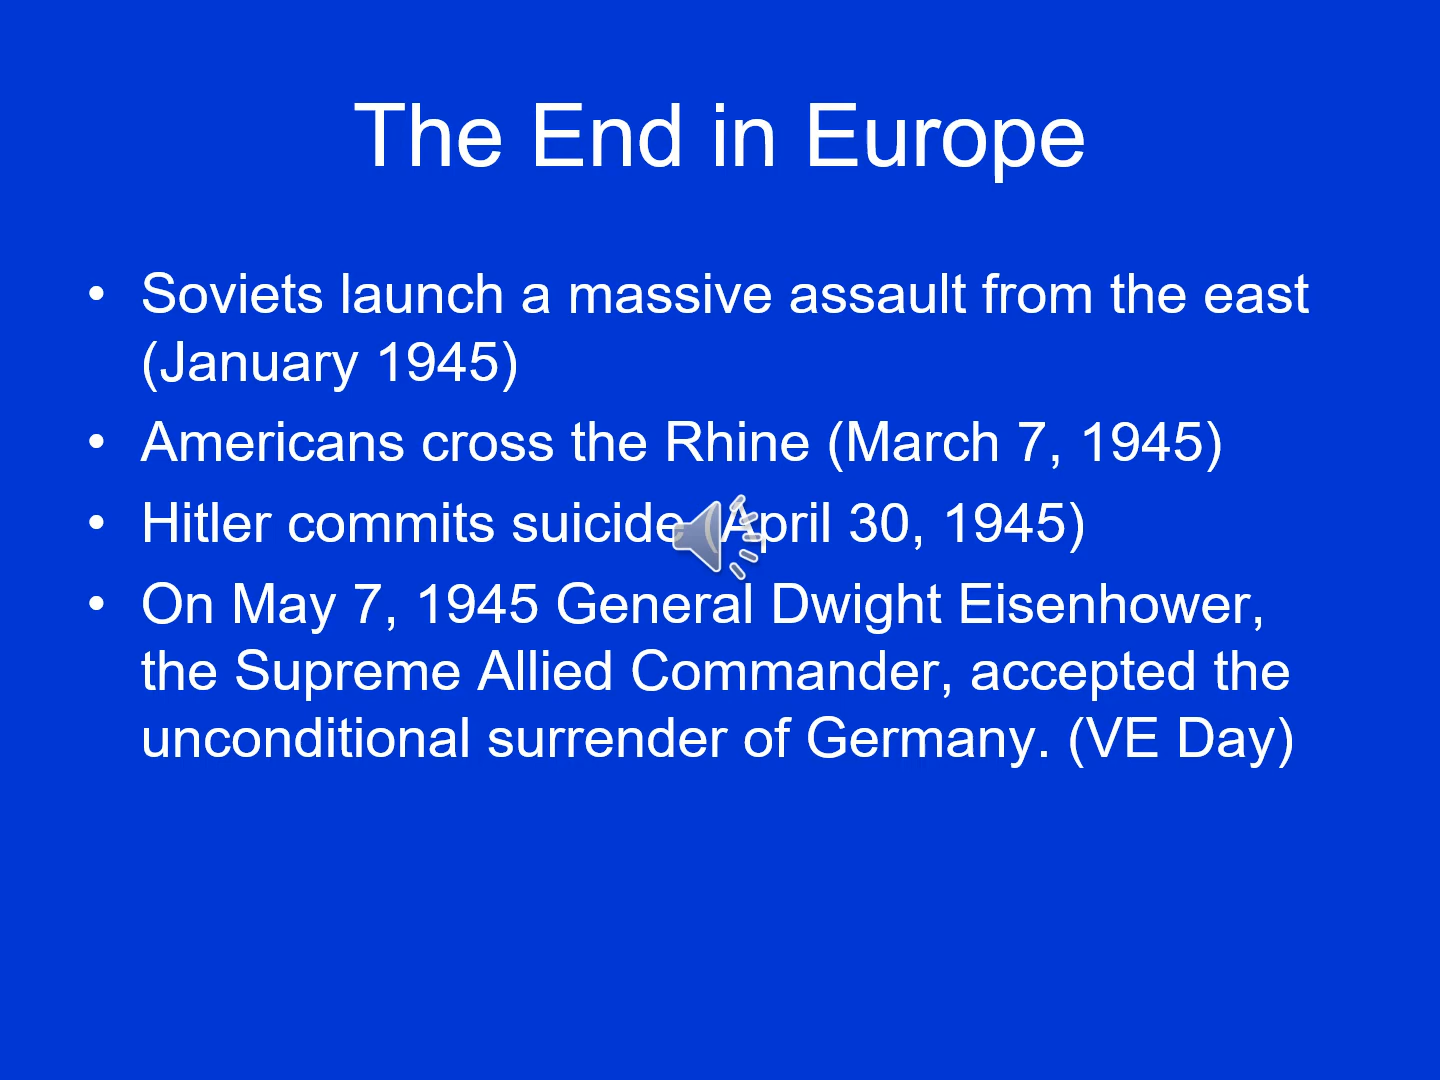 The End in Europe
• Soviets launch a massive assault from the east
(January 1945)
• Americans cross the Rhine (March 7, 1945)
• Hitler commits suicide (April 30, 1945)
• On May 7, 1945 General Dwight Eisenhower,
the Supreme Allied Commander, accepted the
unconditional surrender of Germany. (VE Day)